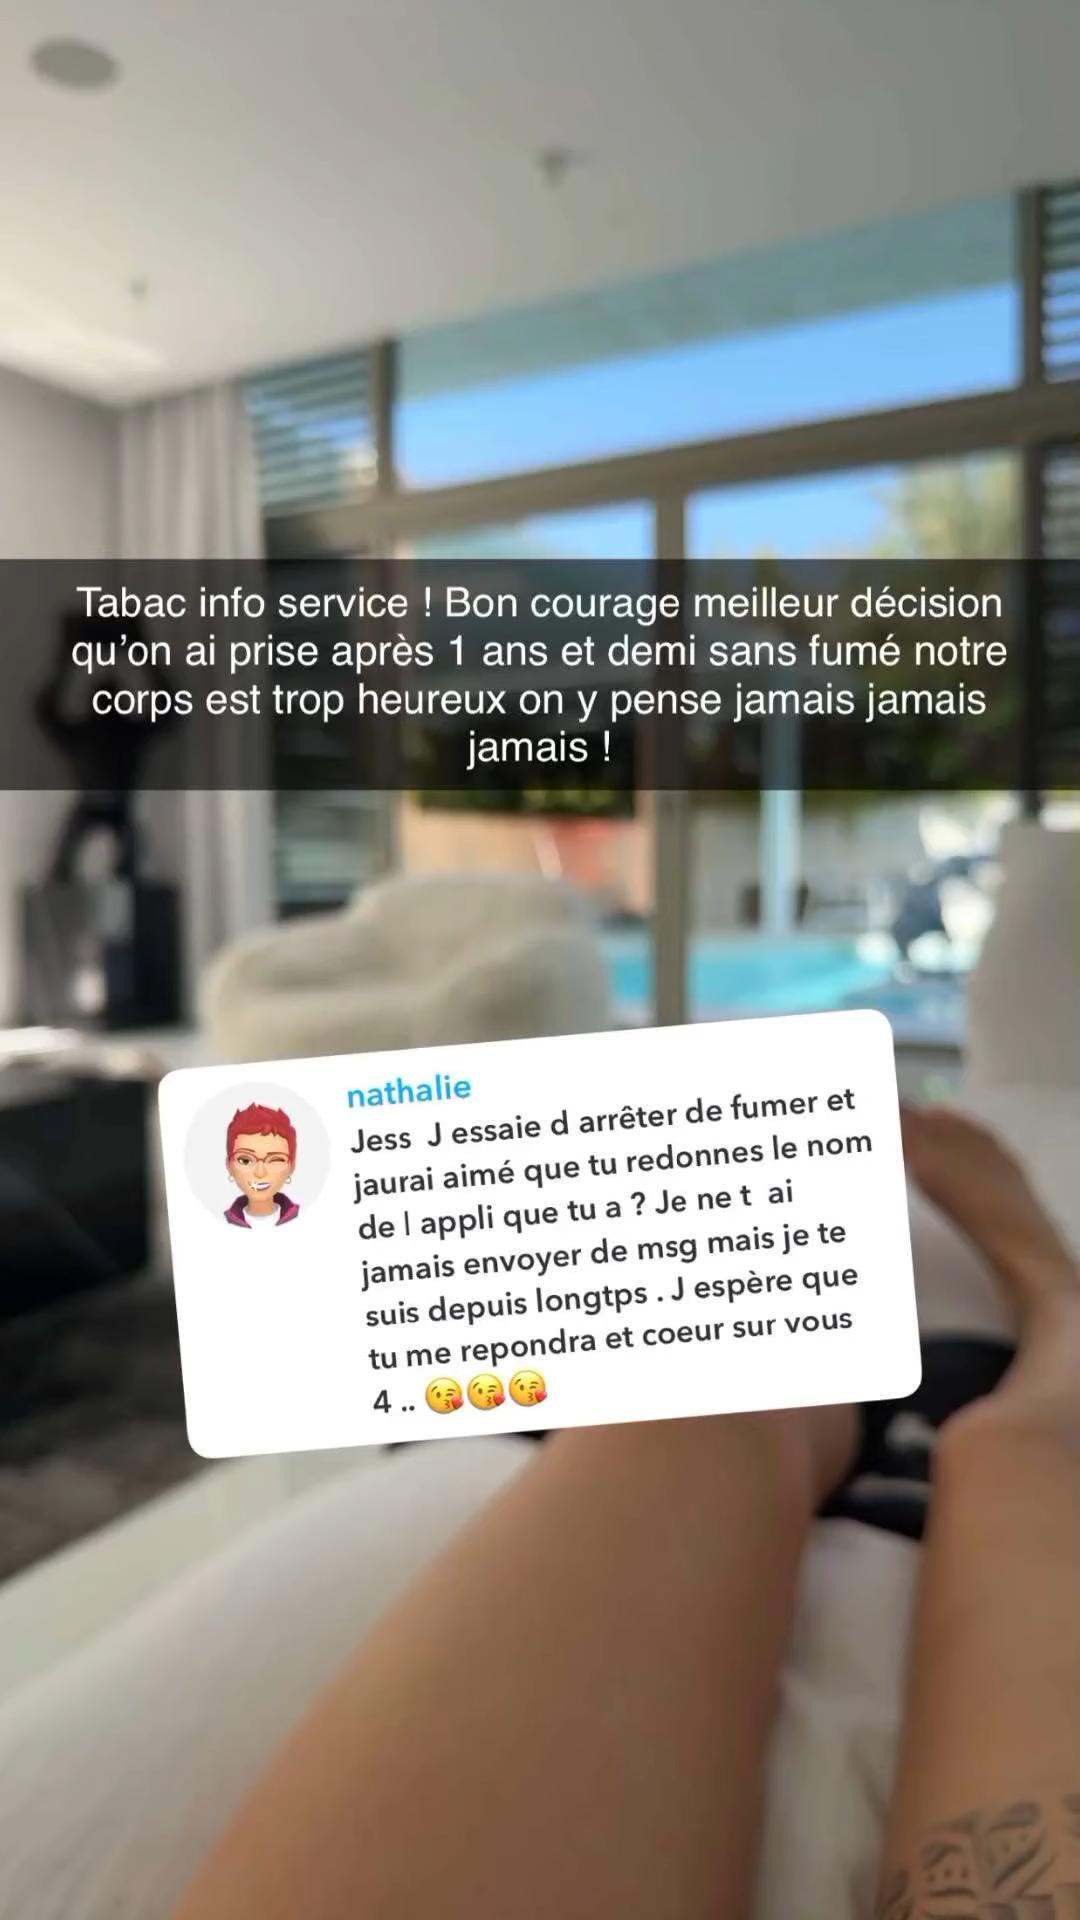 Tabac info service ! Bon courage meilleur décision
qu’on ai prise après 1 ans et demi sans fumé notre
corps est trop heureux on y pense jamais jamais
jamais !
nathalie
Jess  J essaie d arrêter de fumer et
jaurai aimé que tu redonnes le nom
de l appli que tu a ? Je ne t  ai
jamais envoyer de msg mais je te
suis depuis longtps . J espère que
tu me repondra et coeur sur vous
4 .. 😘😘😘